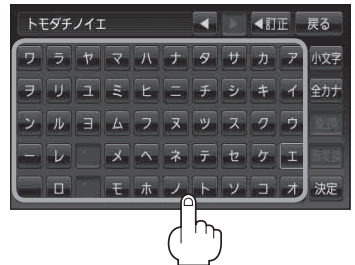 トモダチノイエ ◀ ▶ ◀訂正 戻る
ワ ラ ヤ マ ハ ナ タ サ カ ア 小文字
ヲ リ ユ ミ ヒ ニ チ シ キ イ 全カナ
ン ル ヨ ム フ ヌ ツ ス ク ウ
ー レ メ ヘ ネ テ セ ケ エ
ロ モ ホ ノ ト ソ コ オ 決定